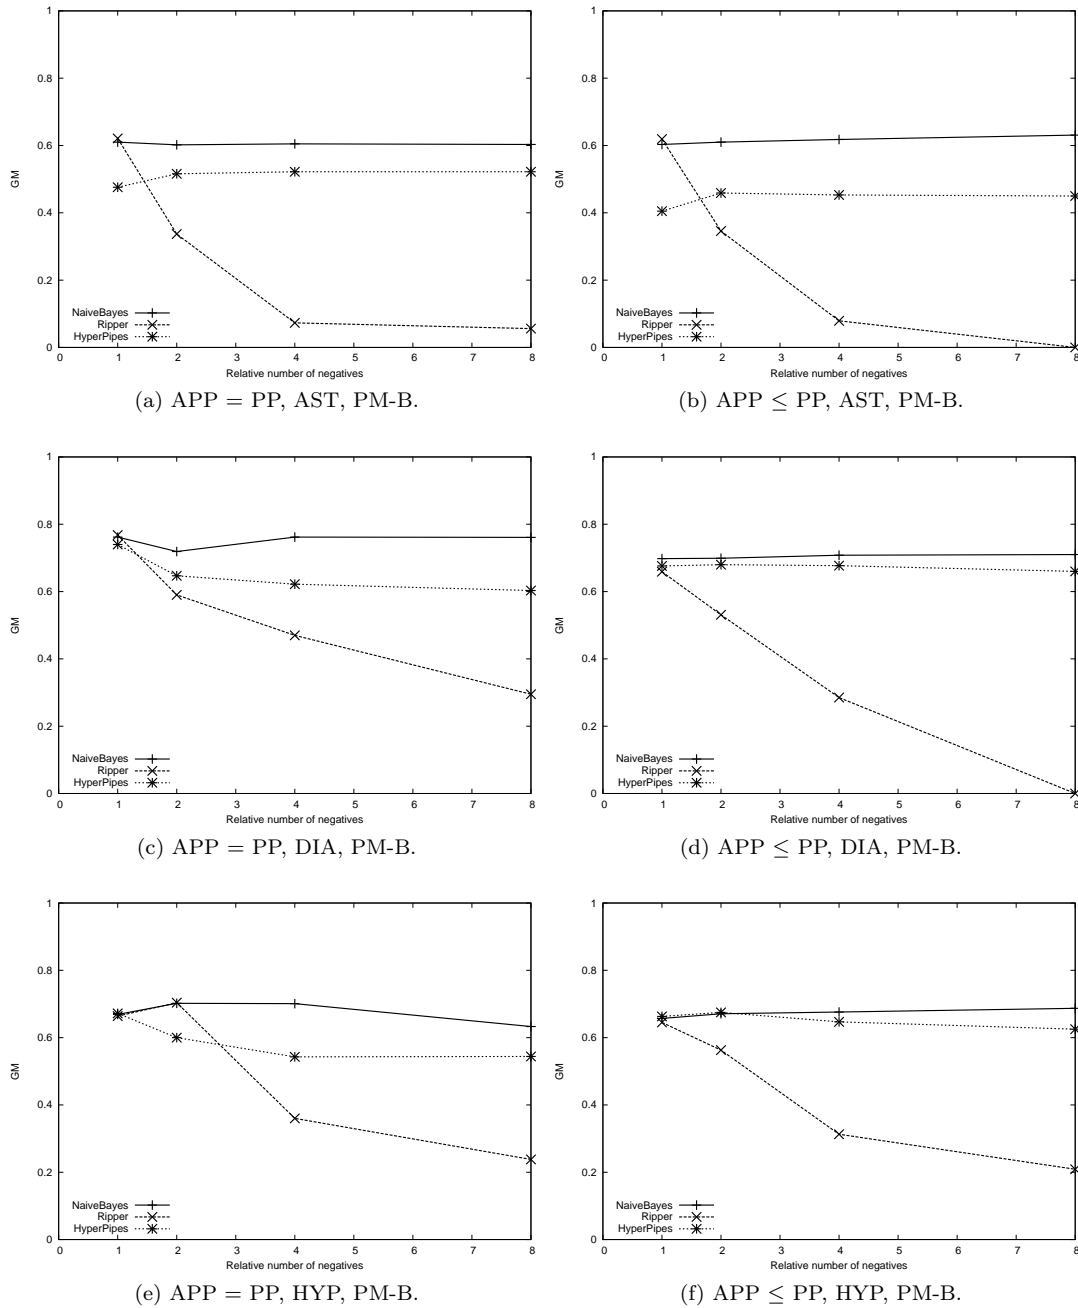 1
0.8
0.6
GM
0.4
0.2
NaiveBayes
Ripper
HyperPipes
0
0 1 2 3 4 5 6 7 8
Relative number of negatives
(a) APP = PP, AST, PM-B.
1
0.8
0.6
GM
0.4
0.2
NaiveBayes
Ripper
HyperPipes
0
0 1 2 3 4 5 6 7 8
Relative number of negatives
(b) APP ≤ PP, AST, PM-B.
1
0.8
0.6
GM
0.4
0.2
NaiveBayes
Ripper
HyperPipes
0
0 1 2 3 4 5 6 7 8
Relative number of negatives
(c) APP = PP, DIA, PM-B.
1
0.8
0.6
GM
0.4
0.2
NaiveBayes
Ripper
HyperPipes
0
0 1 2 3 4 5 6 7 8
Relative number of negatives
(d) APP ≤ PP, DIA, PM-B.
1
0.8
0.6
GM
0.4
0.2
NaiveBayes
Ripper
HyperPipes
0
0 1 2 3 4 5 6 7 8
Relative number of negatives
(e) APP = PP, HYP, PM-B.
1
0.8
0.6
GM
0.4
0.2
NaiveBayes
Ripper
HyperPipes
0
0 1 2 3 4 5 6 7 8
Relative number of negatives
(f) APP ≤ PP, HYP, PM-B.